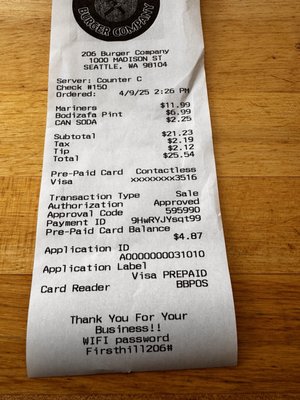 BURGER COMPANY
206 Burger Company
1000 MADISON ST
SEATTLE, WA 98104
Server: Counter C
Check #150
Ordered: 4/9/25 2:26 PM
Mariners $11.99
Bodizafa Pint $6.99
CAN SODA $2.25
Subtotal $21.23
Tax $2.19
Tip $2.12
Total $25.54
Pre-Paid Card Contactless
Visa xxxxxxxx3516
Transaction Type Sale
Authorization Approved
Approval Code 595990
Payment ID 9HwRYJYsqt99
Pre-Paid Card Balance
$4.87
Application ID
A0000000031010
Application Label
Visa PREPAID
Card Reader BBPOS
Thank You For Your
Business!!
WIFI password
Firsthill206#